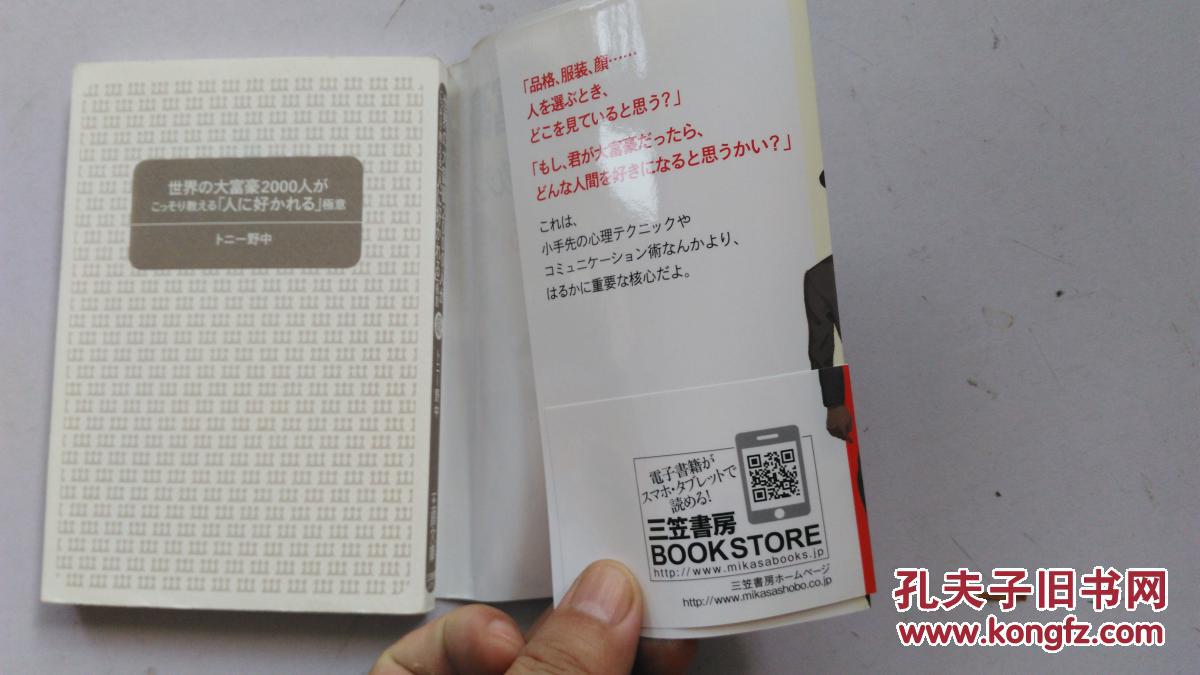 世界の大富豪2000人が
こっそり教える「人に好かれる」極意
トニー野中
トニー野中
「品格、服装、顔……
人を選ぶとき、
どこを見ていると思う？」
「もし、君が大富豪だったら、
どんな人間を好きになると思うかい？」
これは、
小手先の心理テクニックや
コミュニケーション術なんかより、
はるかに重要な核心だよ。
電子書籍が
スマホ・タブレットで
読める！
三笠書房
BOOKSTORE
http://www.mikasabooks.jp
三笠書房ホームページ
http://www.mikasashobo.co.jp
孔夫子旧书网
www.kongfz.com